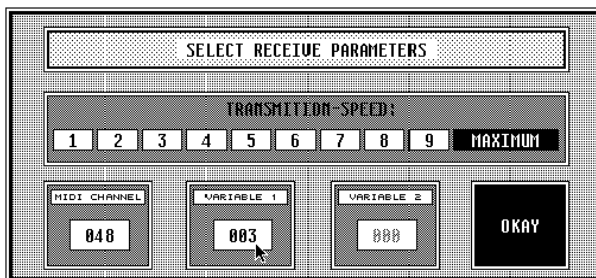 SELECT RECEIVE PARAMETERS
TRANSMITION-SPEED:
1 2 3 4 5 6 7 8 9 MAXIMUM
MIDI CHANNEL VARIABLE 1 VARIABLE 2
048 003 000 OKAY